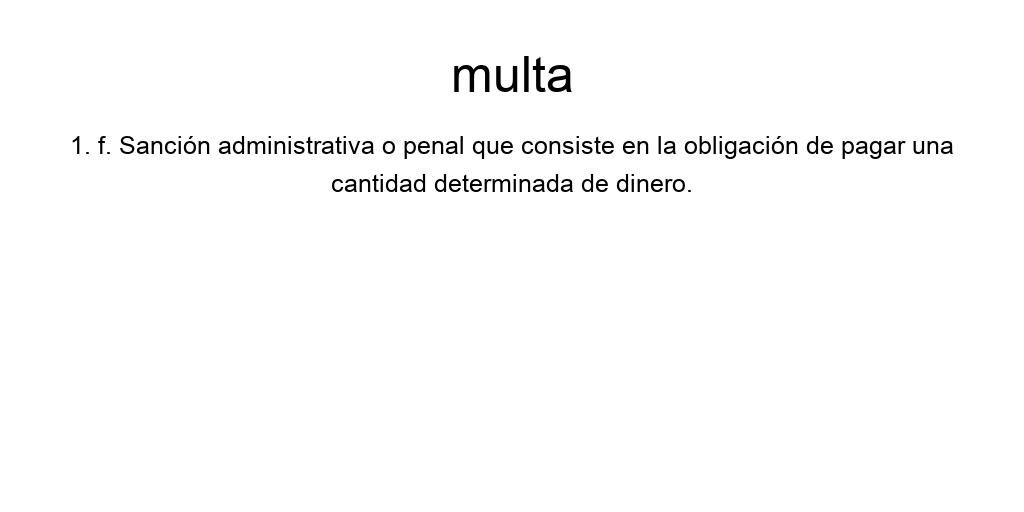 multa
1. f. Sanción administrativa o penal que consiste en la obligación de pagar una
cantidad determinada de dinero.